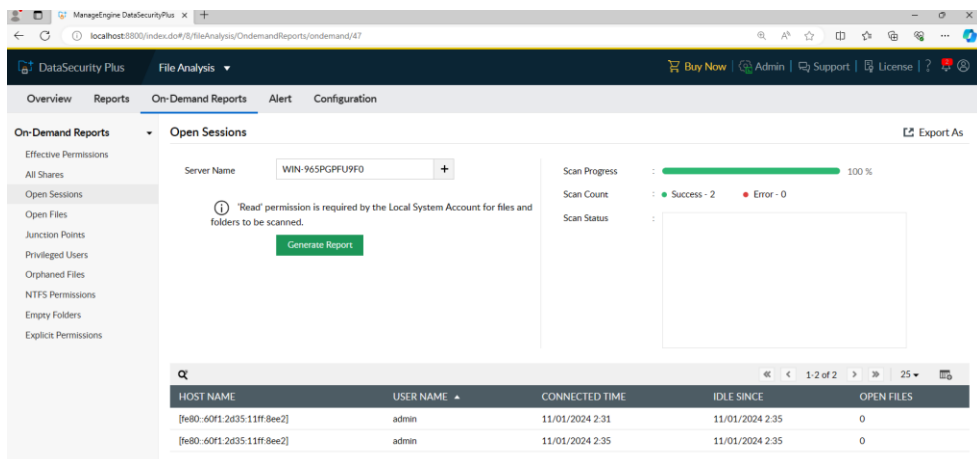 ManageEngine DataSecurityPlus
localhost:8800/index.do#/8/fileAnalysis/OndemandReports/ondemand/47
DataSecurity Plus
File Analysis
Buy Now | Admin | Support | License | ?
Overview Reports On-Demand Reports Alert Configuration
On-Demand Reports
Effective Permissions
All Shares
Open Sessions
Open Files
Junction Points
Privileged Users
Orphaned Files
NTFS Permissions
Empty Folders
Explicit Permissions
Open Sessions
Export As
Server Name WIN-965PGPFU9F0 +
'Read' permission is required by the Local System Account for files and
folders to be scanned.
Generate Report
Scan Progress : 100 %
Scan Count : Success - 2 Error - 0
Scan Status :
1-2 of 2 25
HOST NAME USER NAME CONNECTED TIME IDLE SINCE OPEN FILES
[fe80::60f1:2d35:11ff:8ee2] admin 11/01/2024 2:31 11/01/2024 2:35 0
[fe80::60f1:2d35:11ff:8ee2] admin 11/01/2024 2:35 11/01/2024 2:35 0